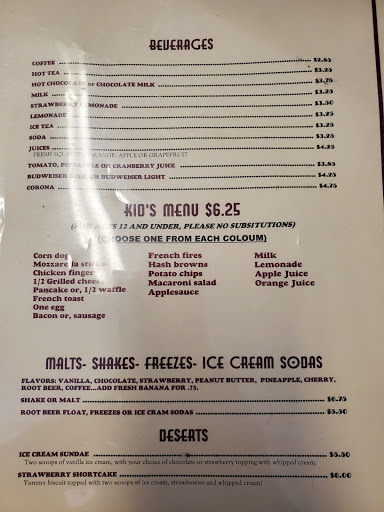 BEVERAGES
COFFEE $2.85
HOT TEA $3.25
HOT CHOCOLATE or CHOCOLATE MILK $3.75
MILK $3.25
STRAWBERRY LEMONADE $3.50
LEMONADE $3.25
ICE TEA $3.25
SODA $3.25
JUICES $4.25
FRESH SQUEEZED ORANGE, APPLE OR GRAPEFRUIT
TOMATO, PINEAPPLE or CRANBERRY JUICE $3.85
BUDWEISER BEER or BUDWEISER LIGHT $4.25
CORONA $4.75
KID'S MENU $6.25
12 AND UNDER, PLEASE NO SUBSITUTIONS)
(CHOOSE ONE FROM EACH COLOUM)
Corn dog
Mozzarella sticks
Chicken finger
1/2 Grilled cheese
Pancake or, 1/2 waffle
French toast
One egg
Bacon or, sausage
French fires
Hash browns
Potato chips
Macaroni salad
Applesauce
Milk
Lemonade
Apple Juice
Orange Juice
MALTS- SHAKES- FREEZES- ICE CREAM SODAS
FLAVORS: VANILLA, CHOCOLATE, STRAWBERRY, PEANUT BUTTER, PINEAPPLE, CHERRY,
ROOT BEER, COFFEE...ADD FRESH BANANA FOR .75.
SHAKE OR MALT $6.75
ROOT BEER FLOAT, FREEZES OR ICE CRAM SODAS $5.50
DESERTS
ICE CREAM SUNDAE $5.50
Two scoops of vanilla ice cream, with your choice of chocolate or strawberry topping with whipped cream.
STRAWBERRY SHORTCAKE $6.00
Yummy biscuit topped with two scoops of ice cream, strawberries and whipped cream!